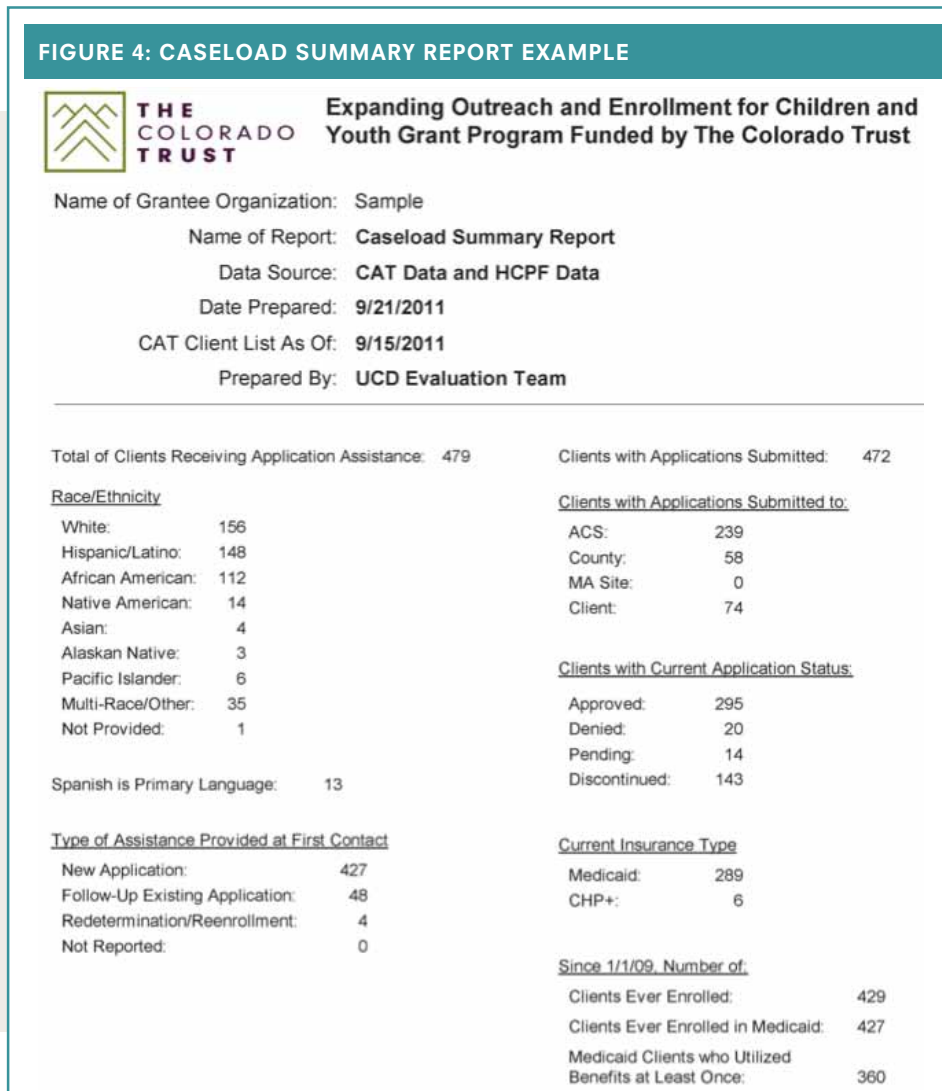 FIGURE 4: CASELOAD SUMMARY REPORT EXAMPLE
THE
COLORADO
TRUST
Expanding Outreach and Enrollment for Children and
Youth Grant Program Funded by The Colorado Trust
Name of Grantee Organization: Sample
Name of Report: Caseload Summary Report
Data Source: CAT Data and HCPF Data
Date Prepared: 9/21/2011
CAT Client List As Of: 9/15/2011
Prepared By: UCD Evaluation Team
Total of Clients Receiving Application Assistance: 479
Race/Ethnicity
White: 156
Hispanic/Latino: 148
African American: 112
Native American: 14
Asian: 4
Alaskan Native: 3
Pacific Islander: 6
Multi-Race/Other: 35
Not Provided: 1
Spanish is Primary Language: 13
Type of Assistance Provided at First Contact
New Application: 427
Follow-Up Existing Application: 48
Redetermination/Reenrollment: 4
Not Reported: 0
Clients with Applications Submitted: 472
Clients with Applications Submitted to:
ACS: 239
County: 58
MA Site: 0
Client: 74
Clients with Current Application Status:
Approved: 295
Denied: 20
Pending: 14
Discontinued: 143
Current Insurance Type
Medicaid: 289
CHP+: 6
Since 1/1/09, Number of:
Clients Ever Enrolled: 429
Clients Ever Enrolled in Medicaid: 427
Medicaid Clients who Utilized
Benefits at Least Once: 360